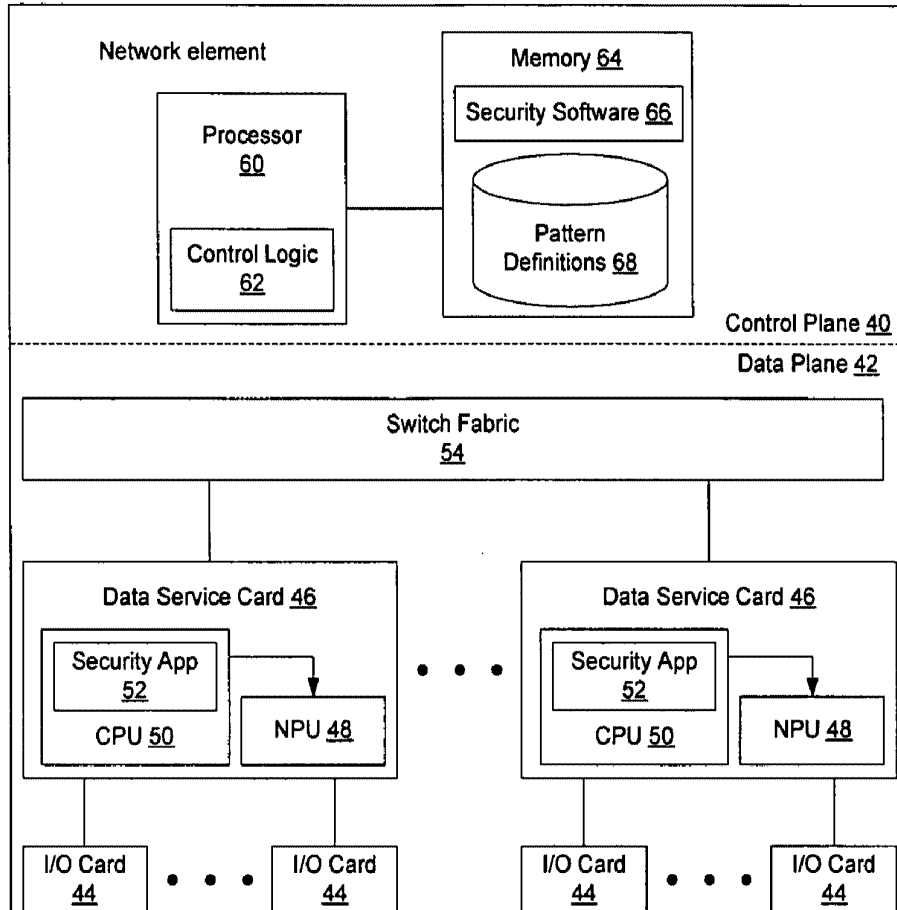 Network element
Memory 64
Security Software 66
Processor
60
Pattern
Definitions 68
Control Logic
62
Control Plane 40
Data Plane 42
Switch Fabric
54
Data Service Card 46
Data Service Card 46
Security App
52
CPU 50
NPU 48
Security App
52
CPU 50
NPU 48
I/O Card
44
I/O Card
44
I/O Card
44
I/O Card
44